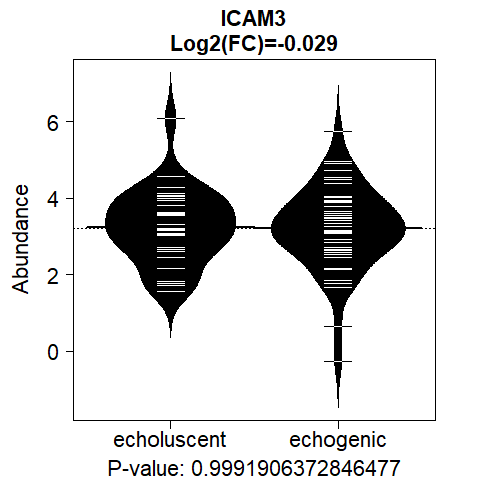 ICAM3
Log2(FC)=-0.029
Abundance
6
4
2
0
echoluscent
echogenic
P-value: 0.9991906372846477